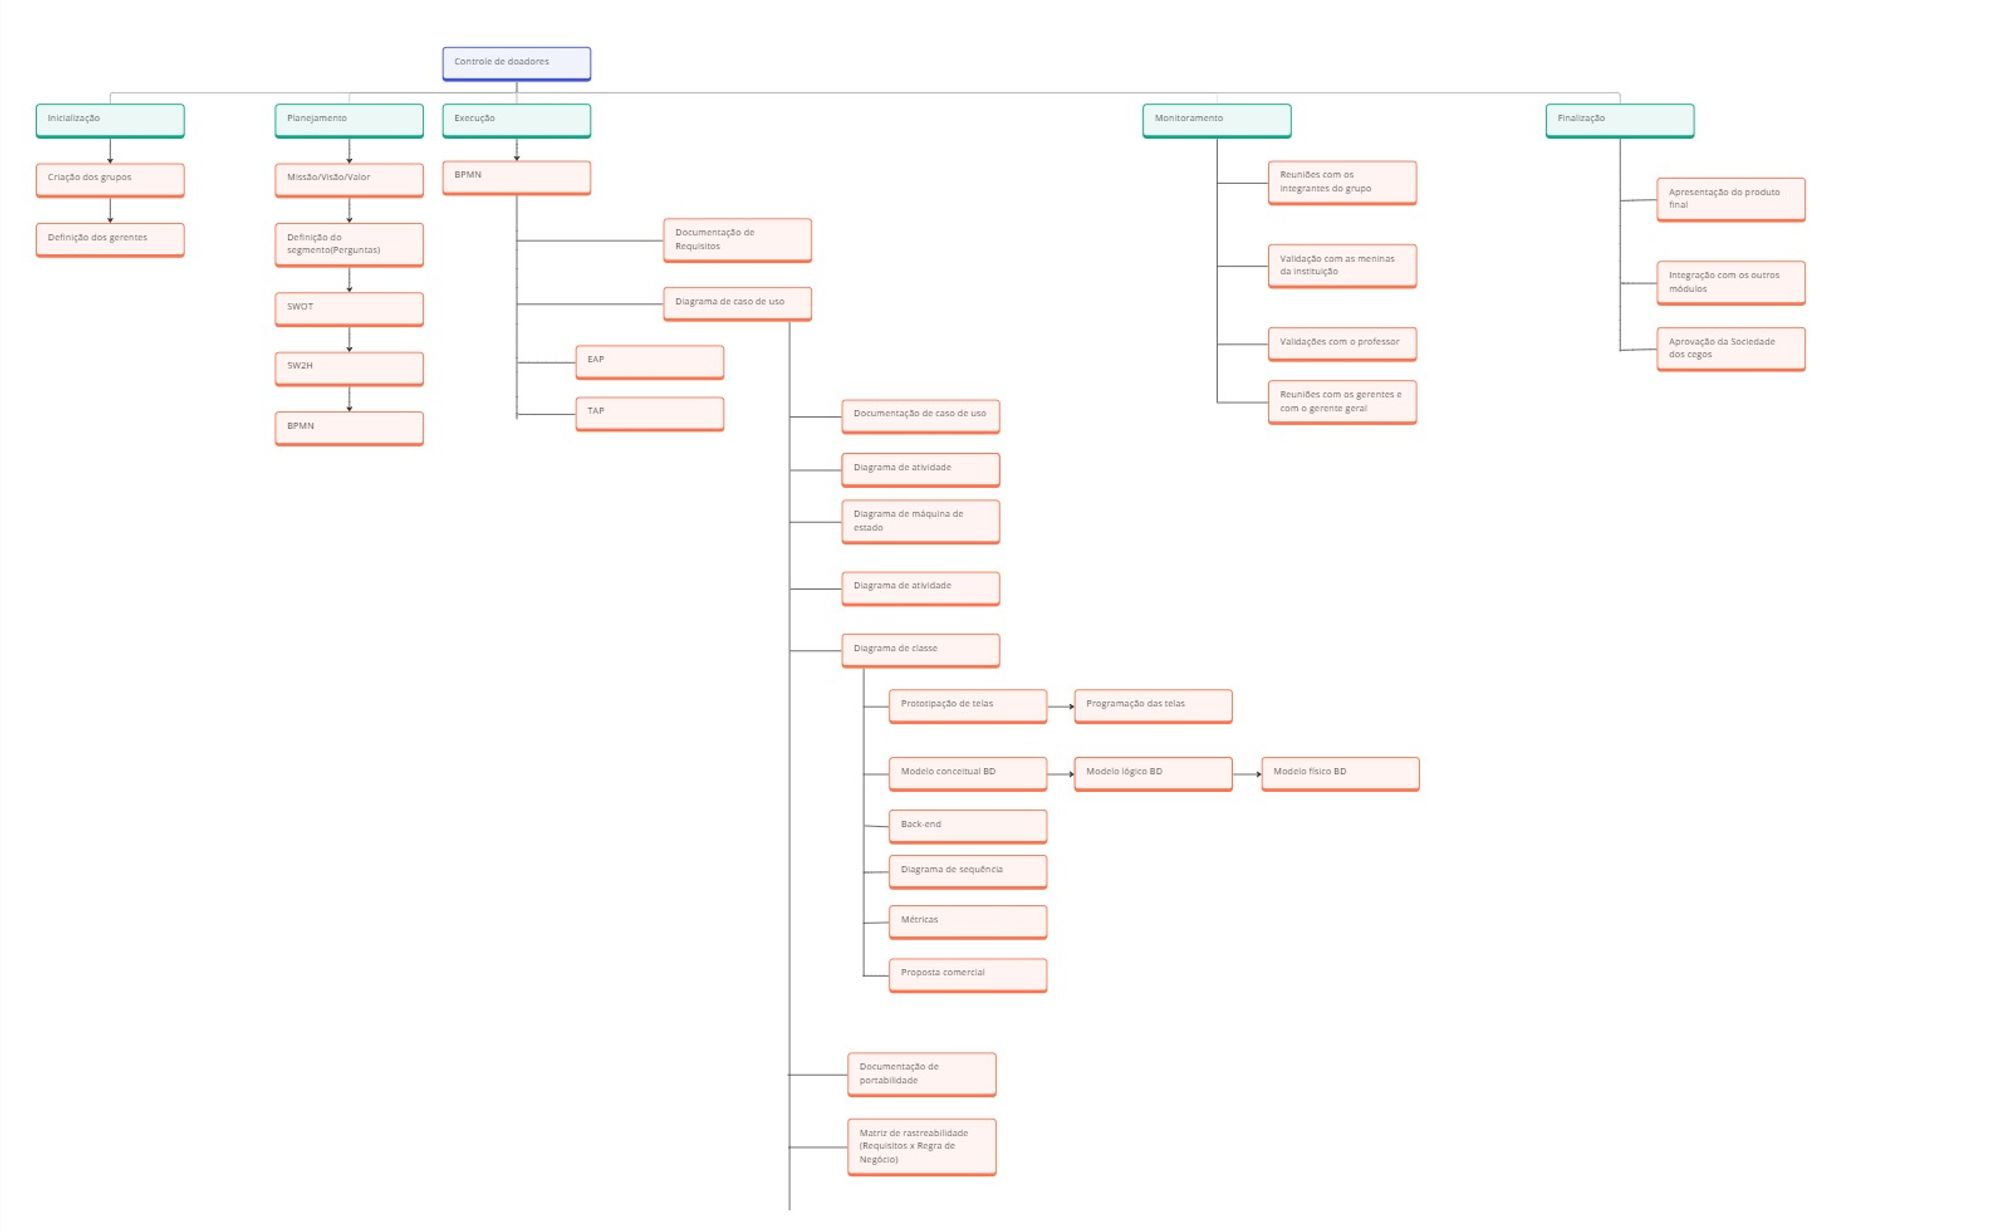 Controle de doadores
Inicialização
Criação dos grupos
Definição dos gerentes
Planejamento
Missão/Visão/Valor
Definição do
segmento(Perguntas)
SWOT
SW2H
BPMN
Execução
BPMN
Documentação de
Requisitos
Diagrama de caso de uso
EAP
TAP
Documentação de caso de uso
Diagrama de atividade
Diagrama de máquina de
estado
Diagrama de atividade
Diagrama de classe
Prototipação de telas
Programação das telas
Modelo conceitual BD
Modelo lógico BD
Modelo físico BD
Back-end
Diagrama de sequência
Métricas
Proposta comercial
Documentação de
portabilidade
Matriz de rastreabilidade
(Requisitos x Regra de
Negócio)
Monitoramento
Reuniões com os
integrantes do grupo
Validação com as meninas
da instituição
Validações com o professor
Reuniões com os gerentes e
com o gerente geral
Finalização
Apresentação do produto
final
Integração com os outros
módulos
Aprovação da Sociedade
dos cegos